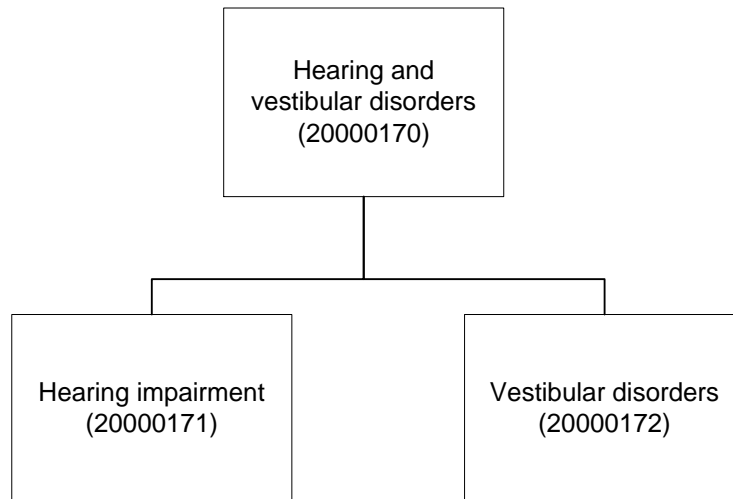 Hearing and
vestibular disorders
(20000170)
Hearing impairment
(20000171)
Vestibular disorders
(20000172)